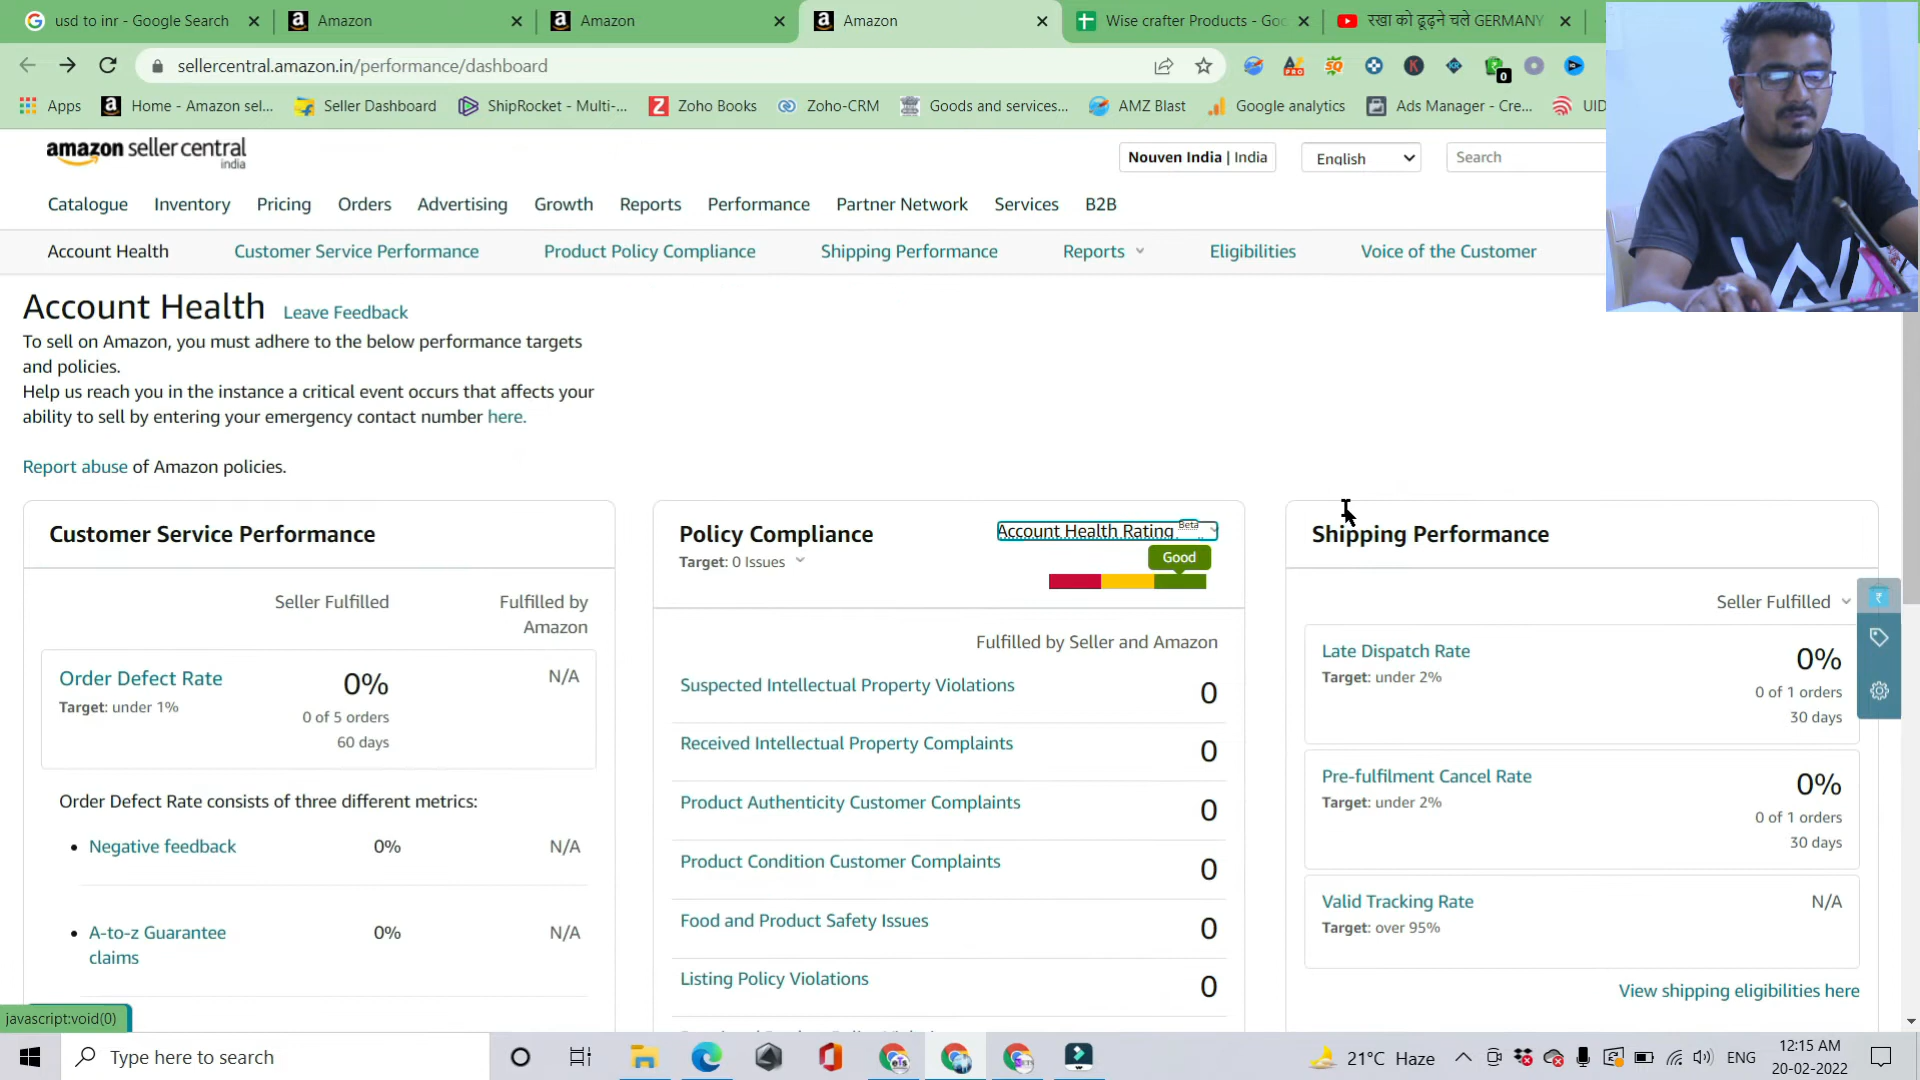 usd to inr - Google Search
Amazon
Amazon
Amazon
Wise crafter Products - Goo
रखा को ढूढ़ने चले GERMANY
sellercentral.amazon.in/performance/dashboard
0
Apps
Home - Amazon sel...
Seller Dashboard
ShipRocket - Multi-...
Zoho Books
Zoho-CRM
Goods and services...
AMZ Blast
Google analytics
Ads Manager - Cre...
UID
amazon seller central
india
Nouven India | India
English
Search
Catalogue Inventory Pricing Orders Advertising Growth Reports Performance Partner Network Services B2B
Account Health Customer Service Performance Product Policy Compliance Shipping Performance Reports Eligibilities Voice of the Customer
Account Health Leave Feedback
To sell on Amazon, you must adhere to the below performance targets
and policies.
Help us reach you in the instance a critical event occurs that affects your
ability to sell by entering your emergency contact number here.
Report abuse of Amazon policies.
Customer Service Performance
Seller Fulfilled
Fulfilled by
Amazon
Order Defect Rate 0% N/A
Target: under 1%
0 of 5 orders
60 days
Order Defect Rate consists of three different metrics:
• Negative feedback 0% N/A
• A-to-z Guarantee 0% N/A
claims
Policy Compliance
Account Health Rating Beta
Target: 0 Issues
Good
Fulfilled by Seller and Amazon
Suspected Intellectual Property Violations 0
Received Intellectual Property Complaints 0
Product Authenticity Customer Complaints 0
Product Condition Customer Complaints 0
Food and Product Safety Issues 0
Listing Policy Violations 0
Shipping Performance
Seller Fulfilled
Late Dispatch Rate 0%
Target: under 2%
0 of 1 orders
30 days
Pre-fulfilment Cancel Rate 0%
Target: under 2%
0 of 1 orders
30 days
Valid Tracking Rate N/A
Target: over 95%
View shipping eligibilities here
javascript:void(0)
Type here to search
21°C Haze
ENG
12:15 AM
20-02-2022